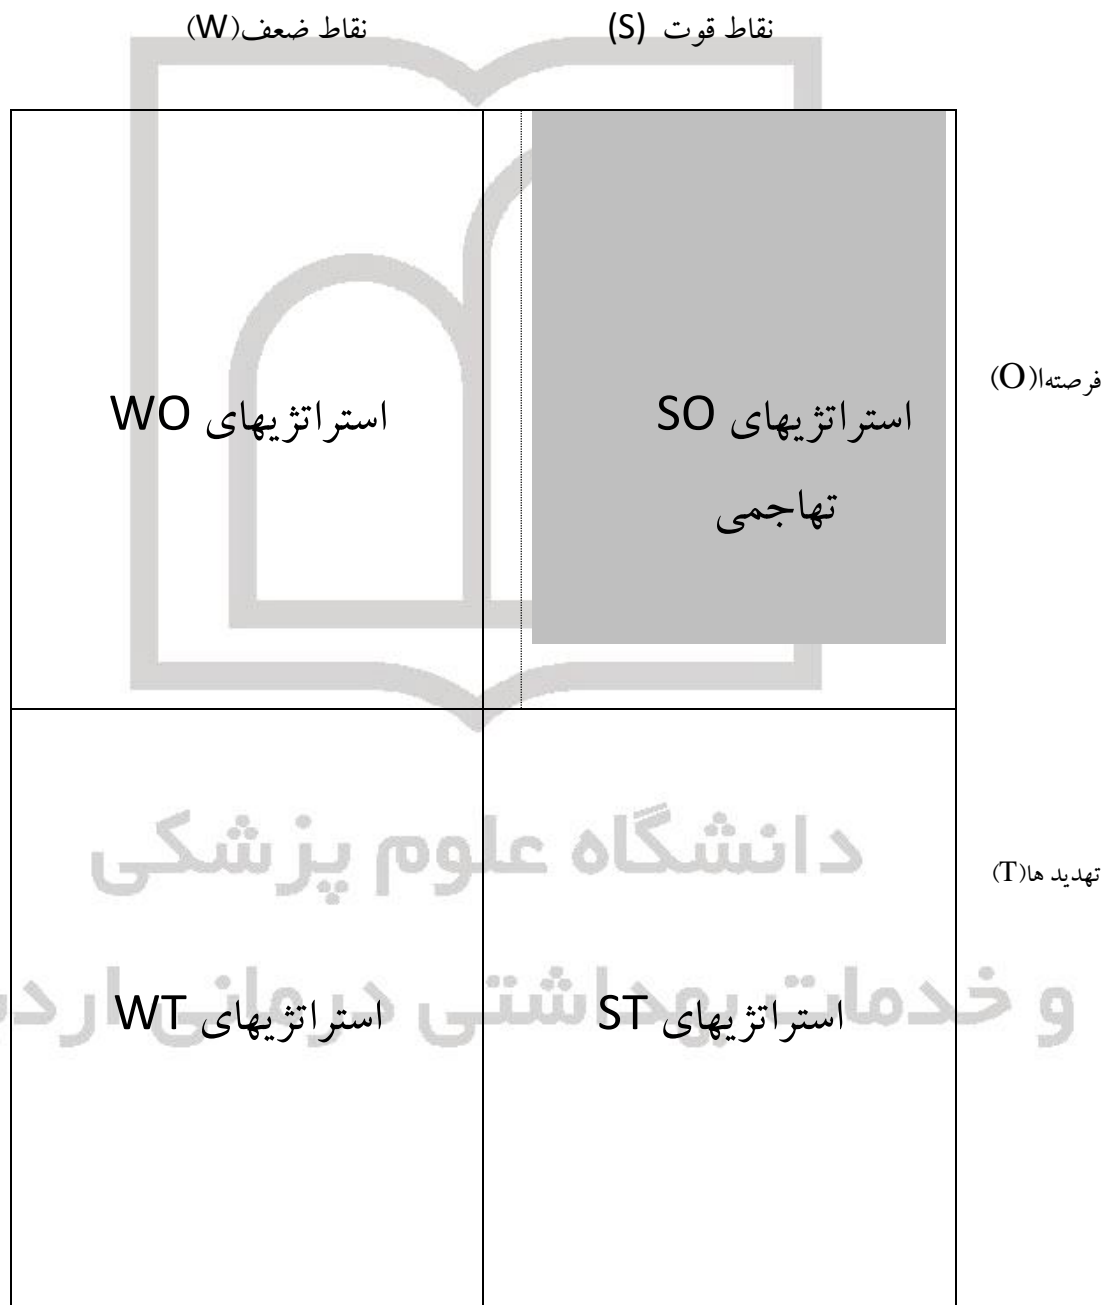 نقاط قوت (S)
نقاط ضعف(W)
فرصتها(O)
استراتژیهای SO
تهاجمی
استراتژیهای WO
تهدید ها(T)
استراتژیهای ST
استراتژیهای WT
دانشگاه علوم پزشکی
و خدمات بهداشتی درمانی